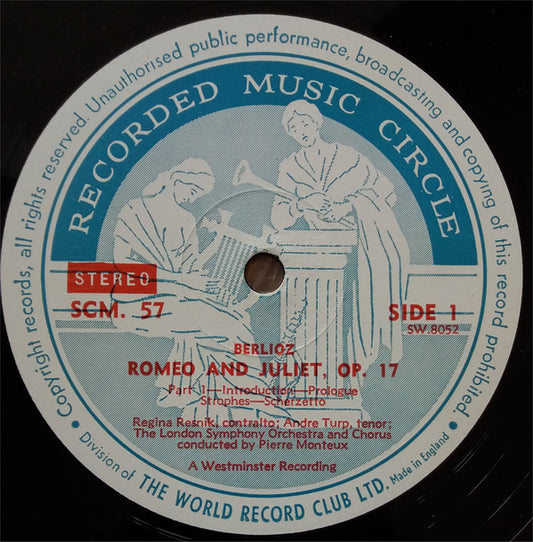 Copyright records, all rights reserved. Unauthorised public performance, broadcasting and copying of this record prohibited.
RECORDED MUSIC CIRCLE
STEREO
SCM. 57
SIDE 1
SW.8052
BERLIOZ
ROMEO AND JULIET, OP. 17
Part 1—Introduction—Prologue
Strophes—Scherzetto
Regina Resnik, contralto; Andre Turp, tenor;
The London Symphony Orchestra and Chorus
conducted by Pierre Monteux
A Westminster Recording
• Division of THE WORLD RECORD CLUB LTD. Made in England •